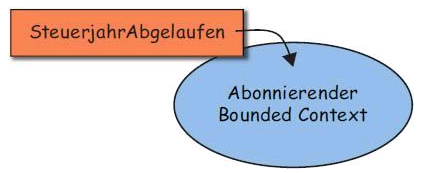 SteuerjahrAbgelaufen
Abonnierender
Bounded Context